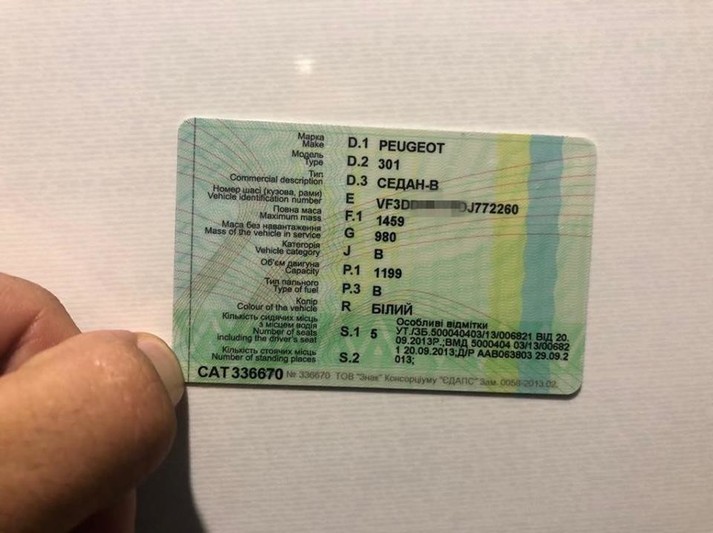 Марка
Make
D.1 PEUGEOT
Модель
Type
D.2 301
Тип
Commercial description
D.3 СЕДАН-В
Номер шасі (кузова, рами)
Vehicle identification number
E VF3DD DJ772260
Повна маса
Maximum mass
F.1 1459
Маса без навантаження
Mass of the vehicle in service
G 980
Категорія
Vehicle category
J B
Об'єм двигуна
Capacity
P.1 1199
Тип пального
Type of fuel
P.3 B
Колір
Colour of the vehicle
R БІЛИЙ
Кількість сидячих місць
з місцем водія
Number of seats
including the driver's seat
S.1 5
Кількість стоячих місць
Number of standing places
S.2
Особливі відмітки
УТ./ЗБ.500040403/13/006821 ВІД 20.
09.2013Р.;ВМД 5000404 03/13/00682
1 20.09.2013;Д/Р ААВ063803 29.09.2
013;
САТ 336670 № 336670 ТОВ "Знак" Консорціуму "ЄДАПС" Зам. 0058-2013.02.